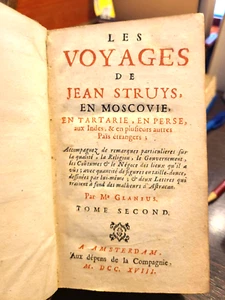 LES
VOYAGES
DE
JEAN STRUYS,
EN MOSCOVIE,
EN TARTARIE, EN PERSE,
aux Indes, & en plusieurs autres
Païs étrangers;
Accompagnez de remarques particulieres sur
la qualité, la Religion, le Gouvernement,
les Coûtumes & le Négoce des lieux qu'il a
vûs; avec quantité de figures en taille-douce,
dessinées par lui-même; & deux Lettres qui
traitent à fond des malheurs d'Astracan.
Par Mr. GLANIUS.
TOME SECOND.
A AMSTERDAM,
Aux dépens de la Compagnie.
M. DCC. XVIII.